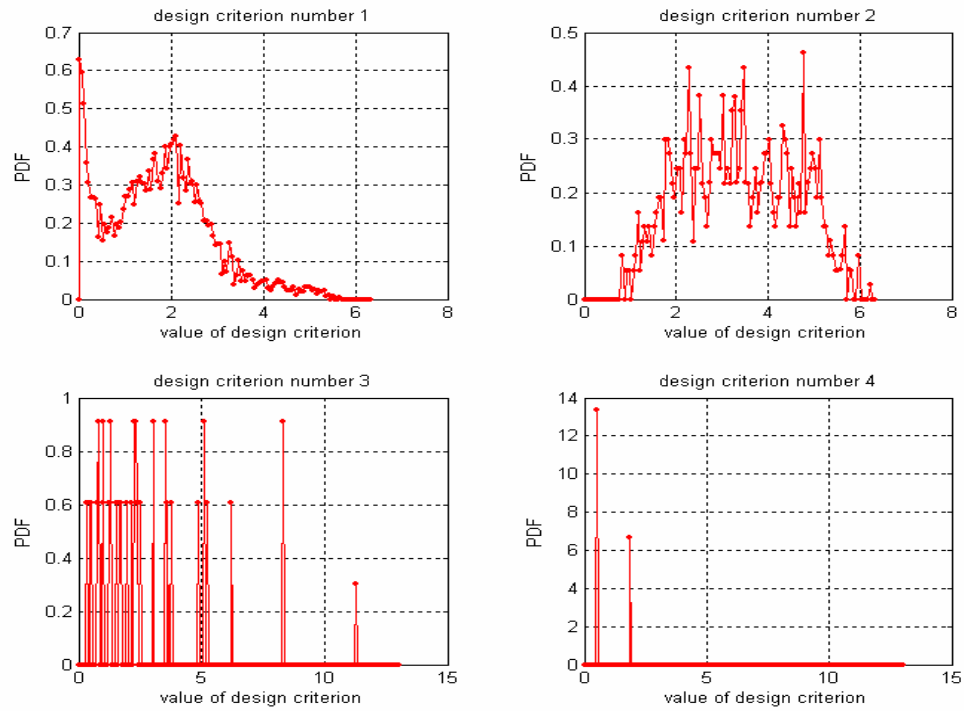 design criterion number 1
0.7
0.6
0.5
0.4
0.3
0.2
0.1
0
PDF
0 2 4 6 8
value of design criterion
design criterion number 2
0.5
0.4
0.3
0.2
0.1
0
PDF
0 2 4 6 8
value of design criterion
design criterion number 3
1
0.8
0.6
0.4
0.2
0
PDF
0 5 10 15
value of design criterion
design criterion number 4
14
12
10
8
6
4
2
0
PDF
0 5 10 15
value of design criterion